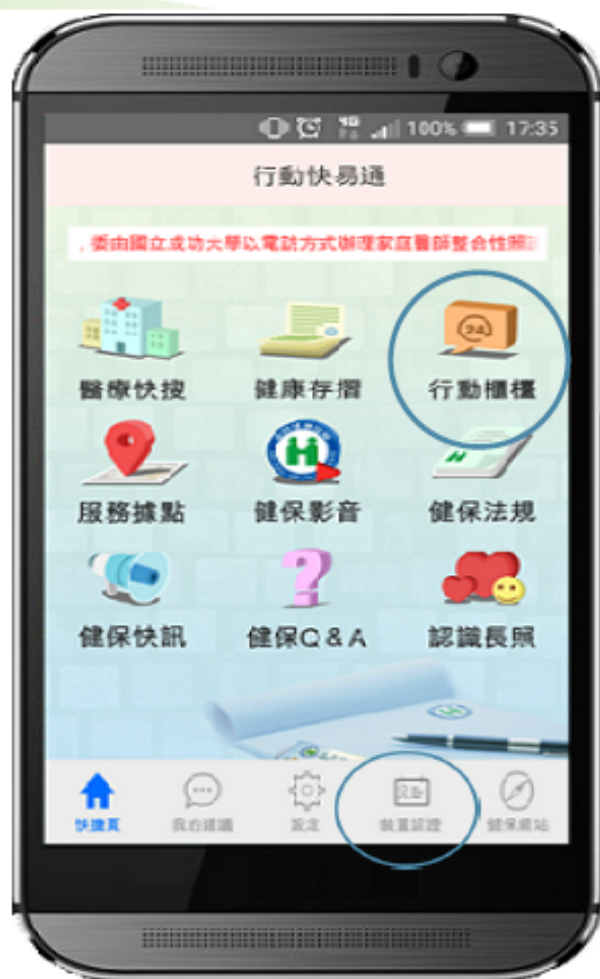 100% 17:35
行動快易通
，委由國立成功大學以電訪方式辦理家庭醫師整合性照
24
醫療快搜 健康存摺 行動櫃檯
服務據點 健保影音 健保法規
健保快訊 健保Q&A 認識長照
快捷頁 我的建議 設定 裝置認證 健保網站